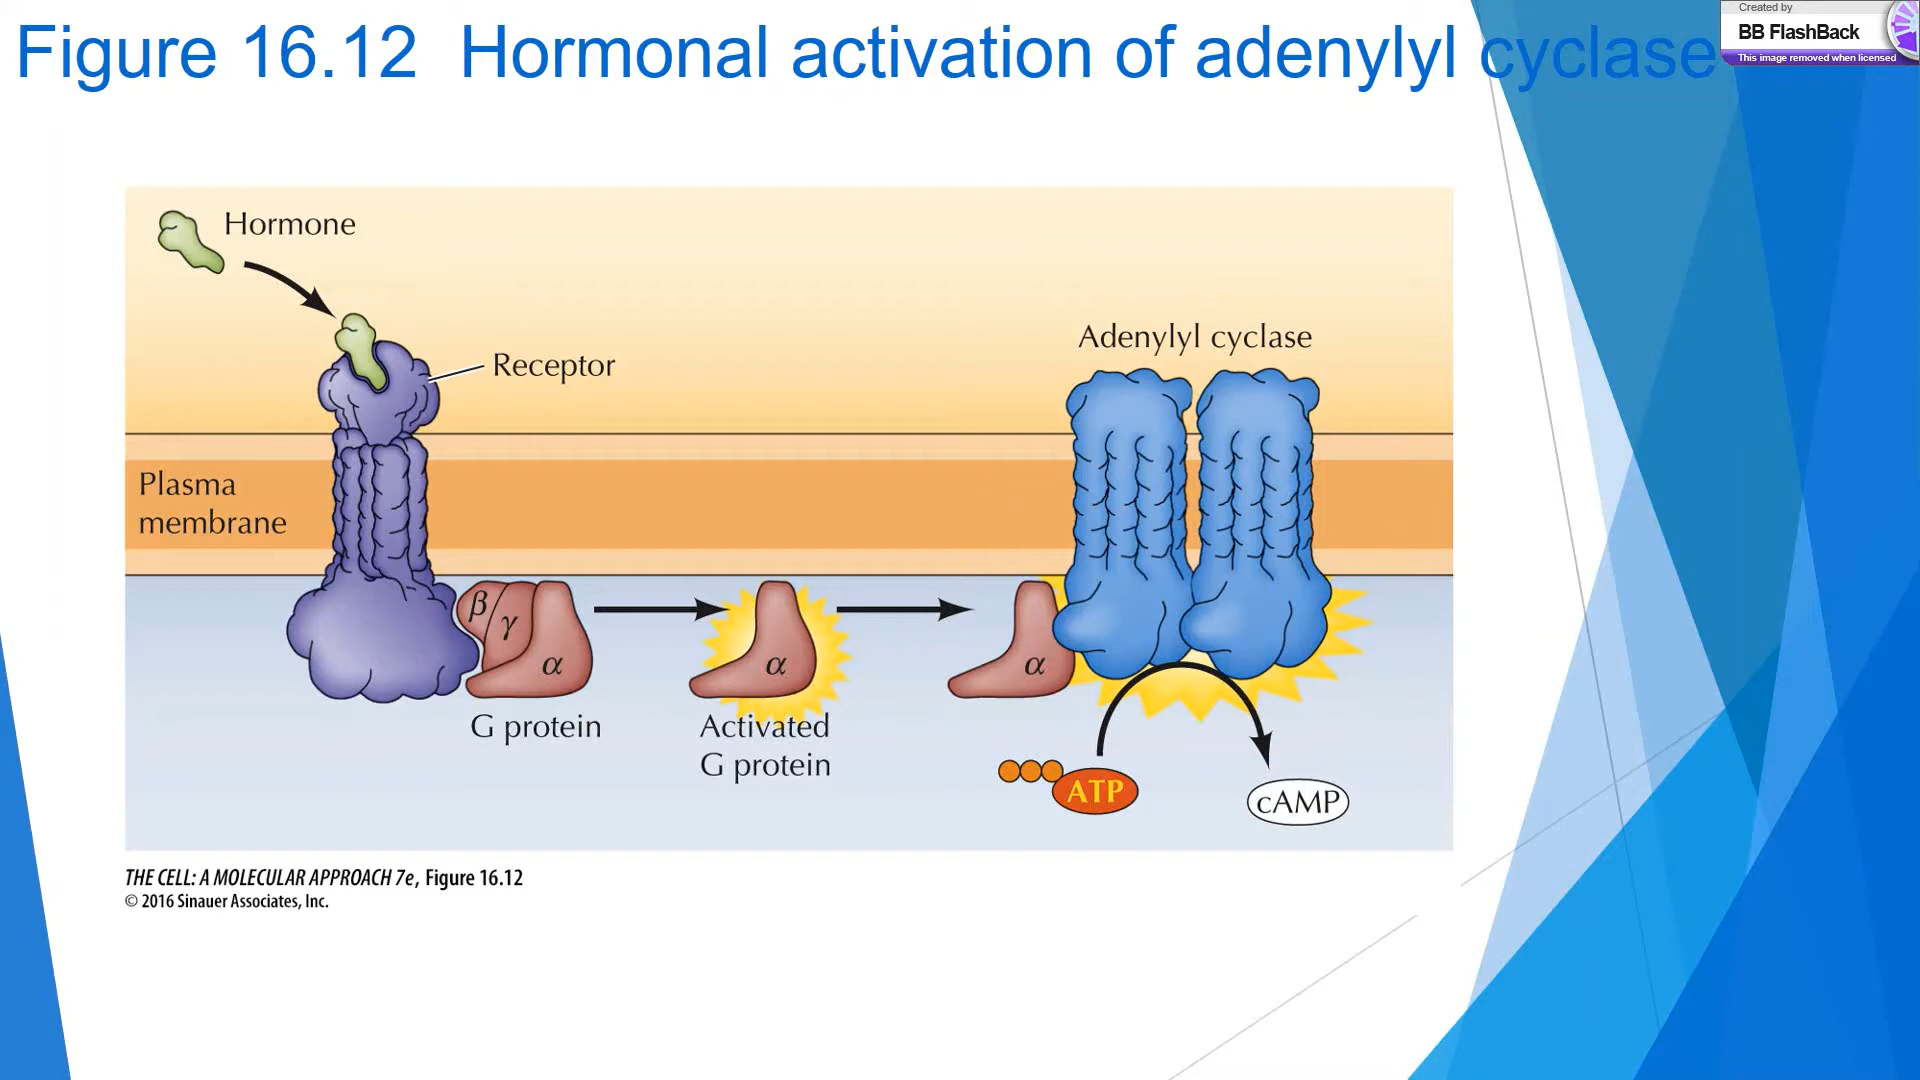 Figure 16.12  Hormonal activation of adenylyl cyclase
Created by
BB FlashBack
This image removed when licensed
Hormone
Receptor
Adenylyl cyclase
Plasma
membrane
β
γ
α
α
α
G protein
Activated
G protein
ATP
cAMP
THE CELL: A MOLECULAR APPROACH 7e, Figure 16.12
© 2016 Sinauer Associates, Inc.